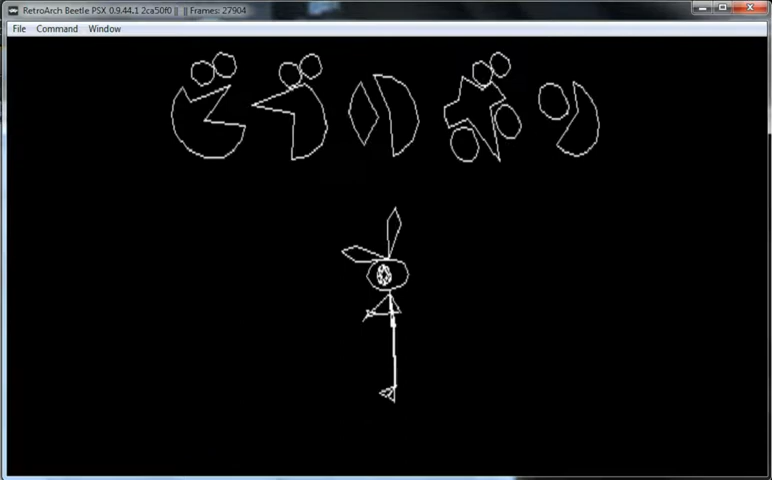 RetroArch Beetle PSX 0.9.44.1 2ca50f0 || || Frames: 27904
File Command Window
ビブリボン